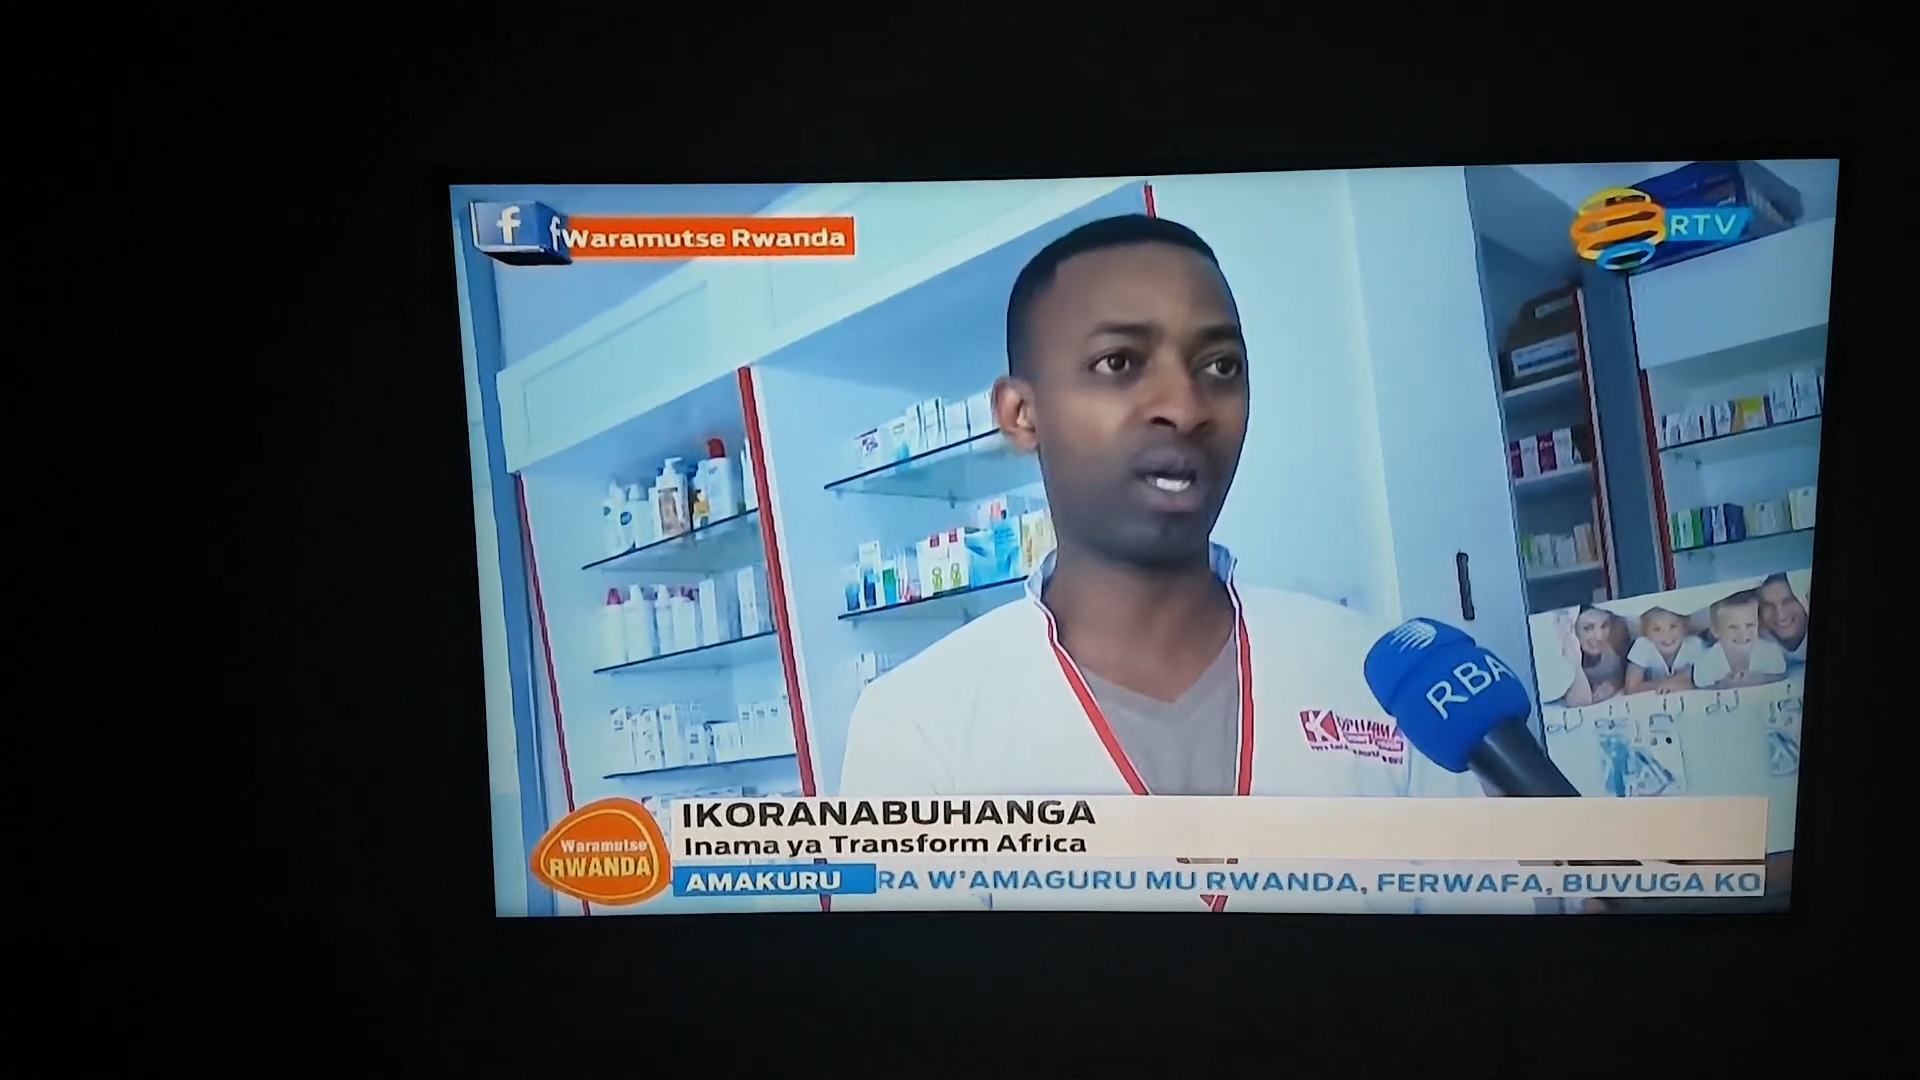 f
fWaramutse Rwanda
RTV
RBA
IKORANABUHANGA
Inama ya Transform Africa
Waramutse
RWANDA
AMAKURU
RA W'AMAGURU MU RWANDA, FERWAFA, BUVUGA KO